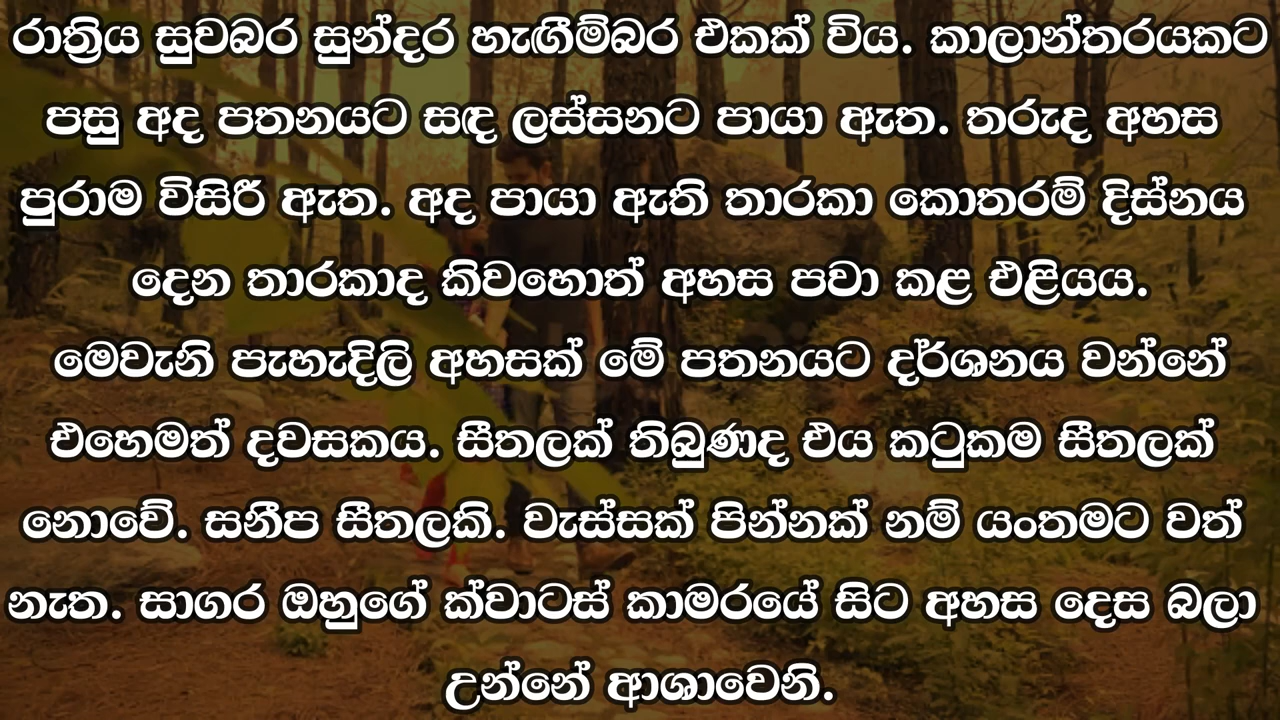 රාත්‍රිය සුවබර සුන්දර හැඟීම්බර එකක් විය. කාලාන්තරයකට
පසු අද පතනයට සඳ ලස්සනට පායා ඇත. තරුද අහස
පුරාම විසිරී ඇත. අද පායා ඇති තාරකා කොතරම් දිස්නය
දෙන තාරකාද කිවහොත් අහස පවා කළ එළියය.
මෙවැනි පැහැදිලි අහසක් මේ පතනයට දර්ශනය වන්නේ
එහෙමත් දවසකය. සීතලක් තිබුණද එය කටුකම සීතලක්
නොවේ. සනීප සීතලකි. වැස්සක් පින්නක් නම් යංතමට වත්
නැත. සාගර ඔහුගේ ක්වාටස් කාමරයේ සිට අහස දෙස බලා
උන්නේ ආශාවෙනි.